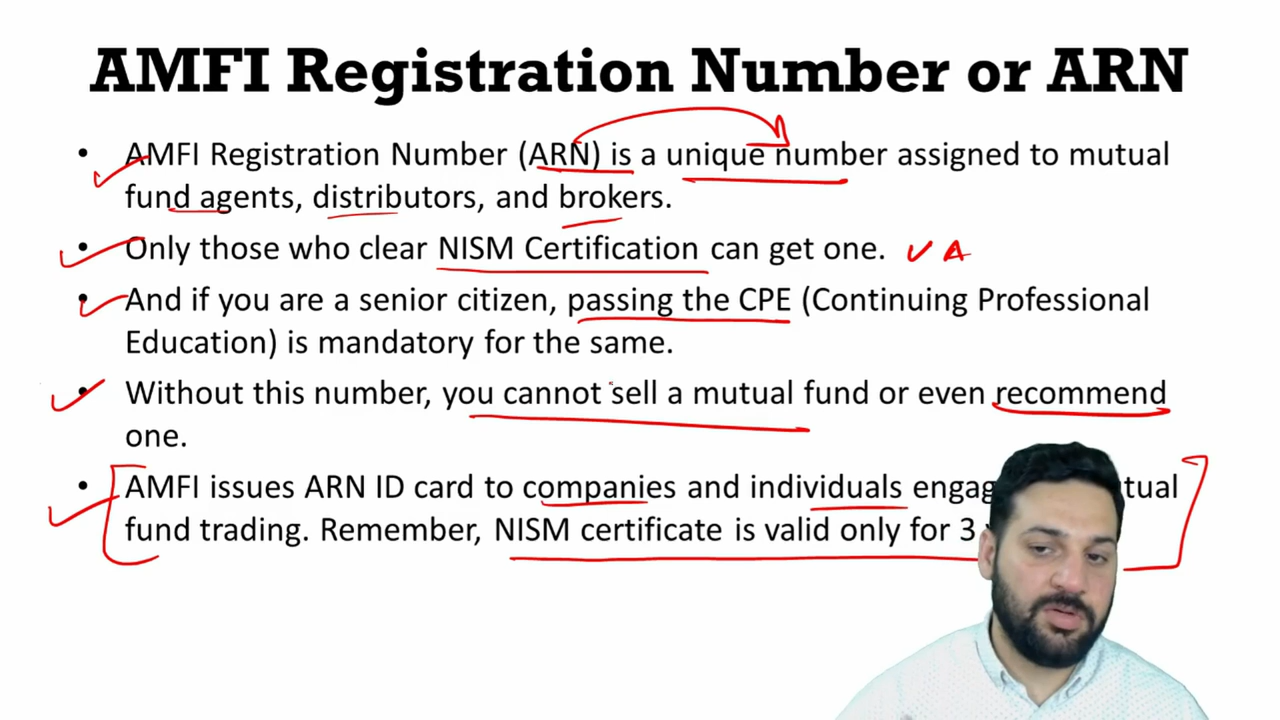 AMFI Registration Number or ARN
• AMFI Registration Number (ARN) is a unique number assigned to mutual
fund agents, distributors, and brokers.
• Only those who clear NISM Certification can get one. V A
• And if you are a senior citizen, passing the CPE (Continuing Professional
Education) is mandatory for the same.
• Without this number, you cannot sell a mutual fund or even recommend
one.
• AMFI issues ARN ID card to companies and individuals
fund trading. Remember, NISM certificate is valid only for 3